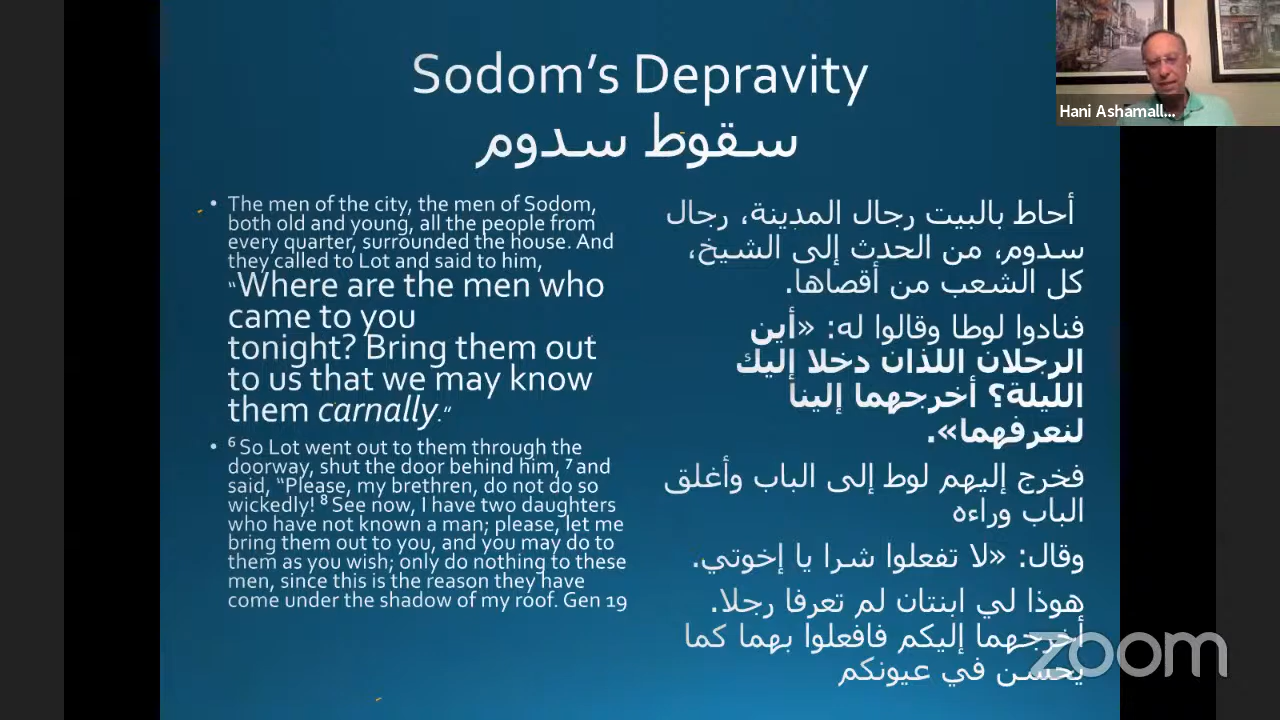 Sodom’s Depravity
سقوط سدوم
• The men of the city, the men of Sodom,
both old and young, all the people from
every quarter, surrounded the house. And
they called to Lot and said to him,
“Where are the men who
came to you
tonight? Bring them out
to us that we may know
them carnally.“
• 6 So Lot went out to them through the
doorway, shut the door behind him, 7 and
said, “Please, my brethren, do not do so
wickedly! 8 See now, I have two daughters
who have not known a man; please, let me
bring them out to you, and you may do to
them as you wish; only do nothing to these
men, since this is the reason they have
come under the shadow of my roof. Gen 19
أحاط بالبيت رجال المدينة، رجال
سدوم، من الحدث إلى الشيخ،
كل الشعب من أقصاها.
فنادوا لوطا وقالوا له: «أين
الرجلان اللذان دخلا إليك
الليلة؟ أخرجهما إلينا
لنعرفهما».
فخرج إليهم لوط إلى الباب وأغلق
الباب وراءه
وقال: «لا تفعلوا شرا يا إخوتي.
هوذا لي ابنتان لم تعرفا رجلا.
أخرجهما إليكم فافعلوا بهما كما
يحسن في عيونكم
Hani Ashamall...
zoom